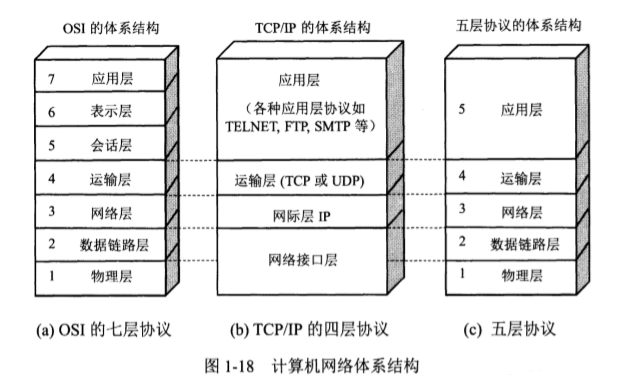 OSI 的体系结构
7 应用层
6 表示层
5 会话层
4 运输层
3 网络层
2 数据链路层
1 物理层
(a) OSI 的七层协议
TCP/IP 的体系结构
应用层
（各种应用层协议如
TELNET, FTP, SMTP 等）
运输层 (TCP 或 UDP)
网际层 IP
网络接口层
(b) TCP/IP 的四层协议
五层协议的体系结构
5 应用层
4 运输层
3 网络层
2 数据链路层
1 物理层
(c) 五层协议
图 1-18 计算机网络体系结构